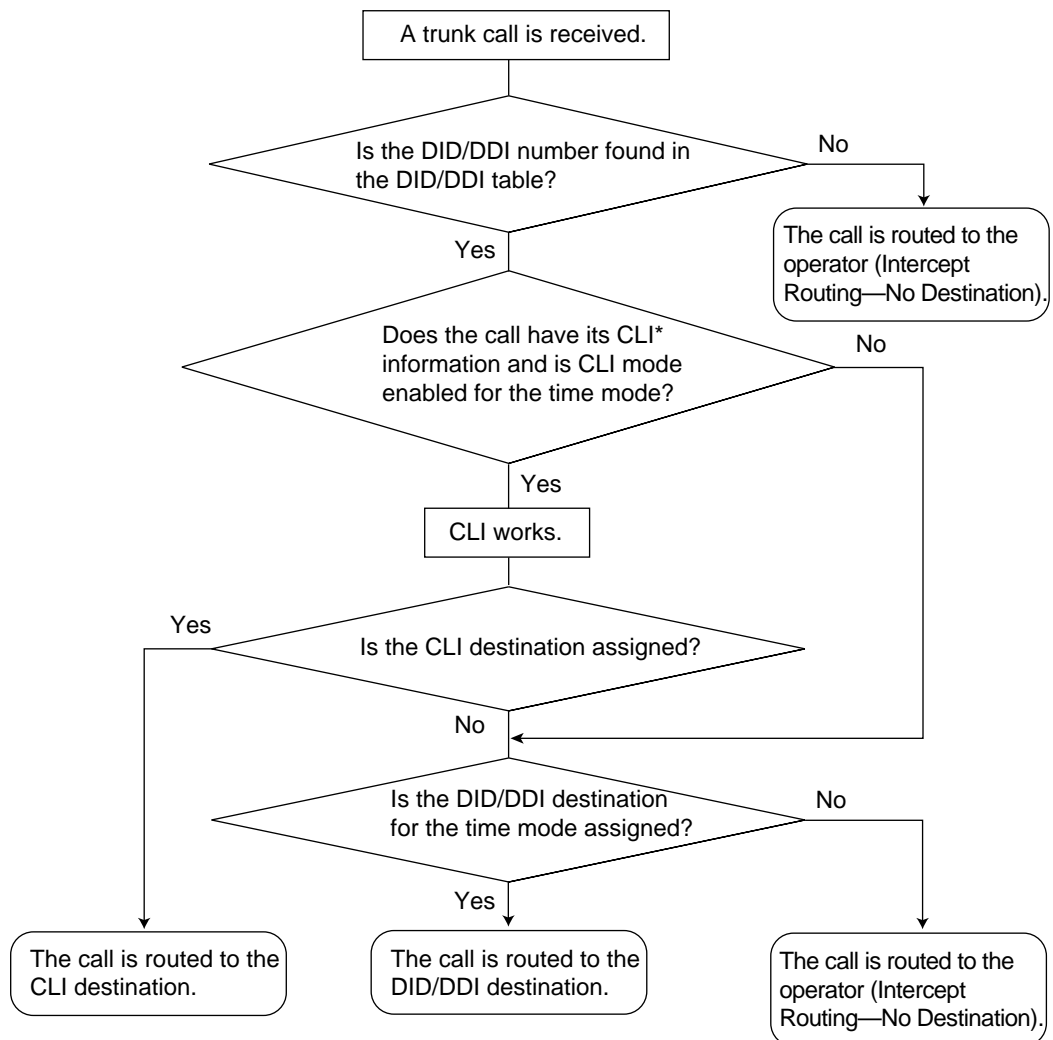 A trunk call is received.
Is the DID/DDI number found in
the DID/DDI table?
No
Yes
The call is routed to the
operator (Intercept
Routing—No Destination).
Does the call have its CLI*
information and is CLI mode
enabled for the time mode?
No
Yes
CLI works.
Yes
Is the CLI destination assigned?
No
Is the DID/DDI destination
for the time mode assigned?
No
Yes
The call is routed to the
CLI destination.
The call is routed to the
DID/DDI destination.
The call is routed to the
operator (Intercept
Routing—No Destination).